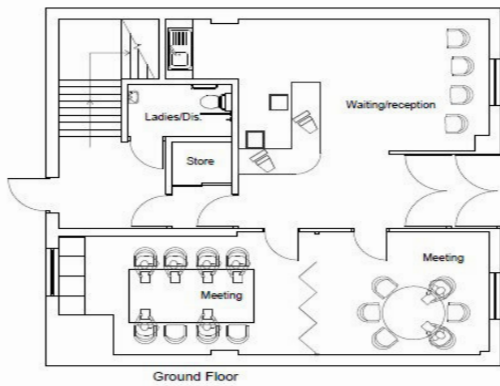 Waiting/reception
Ladies/Dis.
Store
Meeting
Meeting
Ground Floor